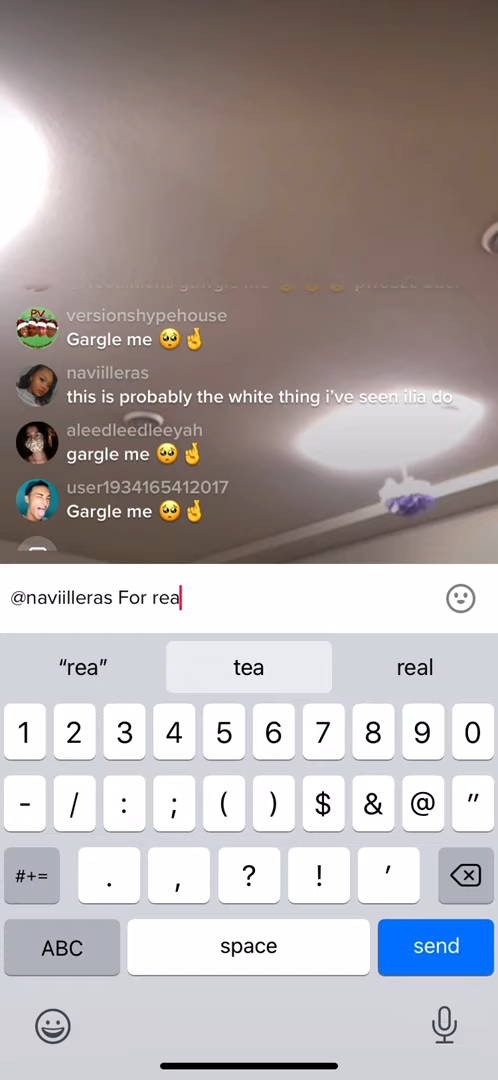 versionshypehouse
Gargle me 🥺🤞
naviilleras
this is probably the white thing i've seen ilia do
aleedleedleeyah
gargle me 🥺🤞
user1934165412017
Gargle me 🥺🤞
@naviilleras For rea
“rea” tea real
1 2 3 4 5 6 7 8 9 0
- / : ; ( ) $ & @ "
#+= . , ? ! '
ABC space send